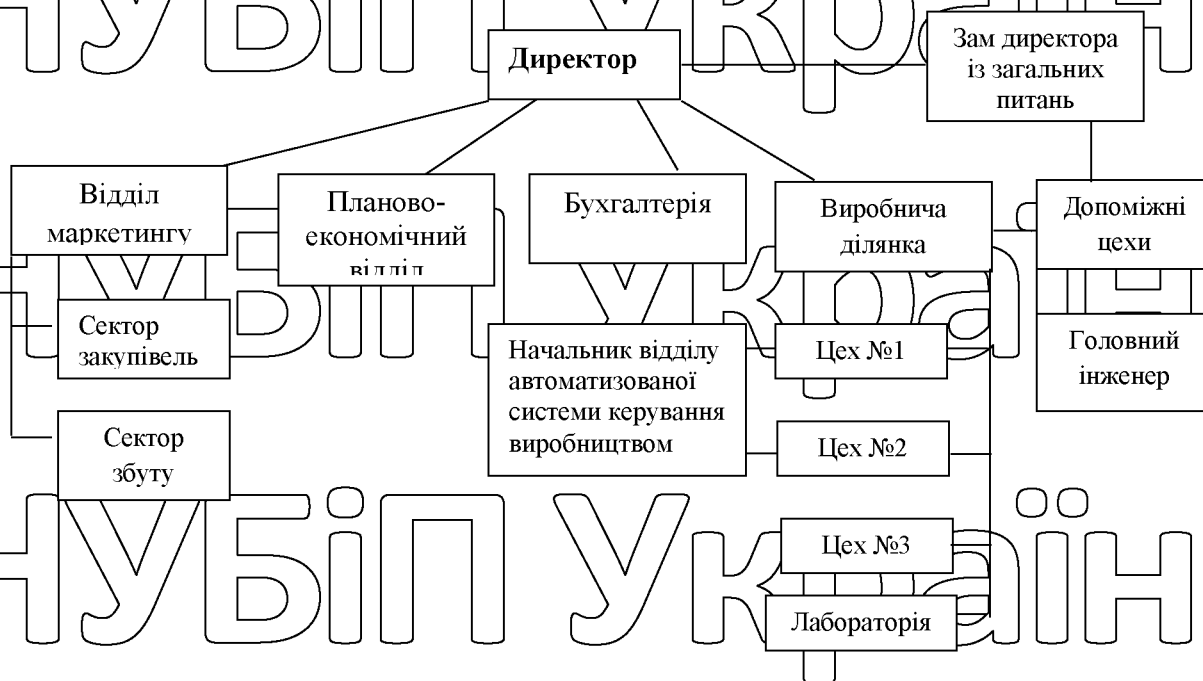 НУБіП Україн
Директор
Зам директора
із загальних
питань
Відділ
маркетингу
Планово-
економічний
відділ
Бухгалтерія
Виробнича
ділянка
Допоміжні
цехи
НУБіП Україн
Сектор
закупівель
Начальник відділу
автоматизованої
системи керування
виробництвом
Цех №1
Головний
інженер
Сектор
збуту
Цех №2
НУБіП Україн
Цех №3
Лабораторія